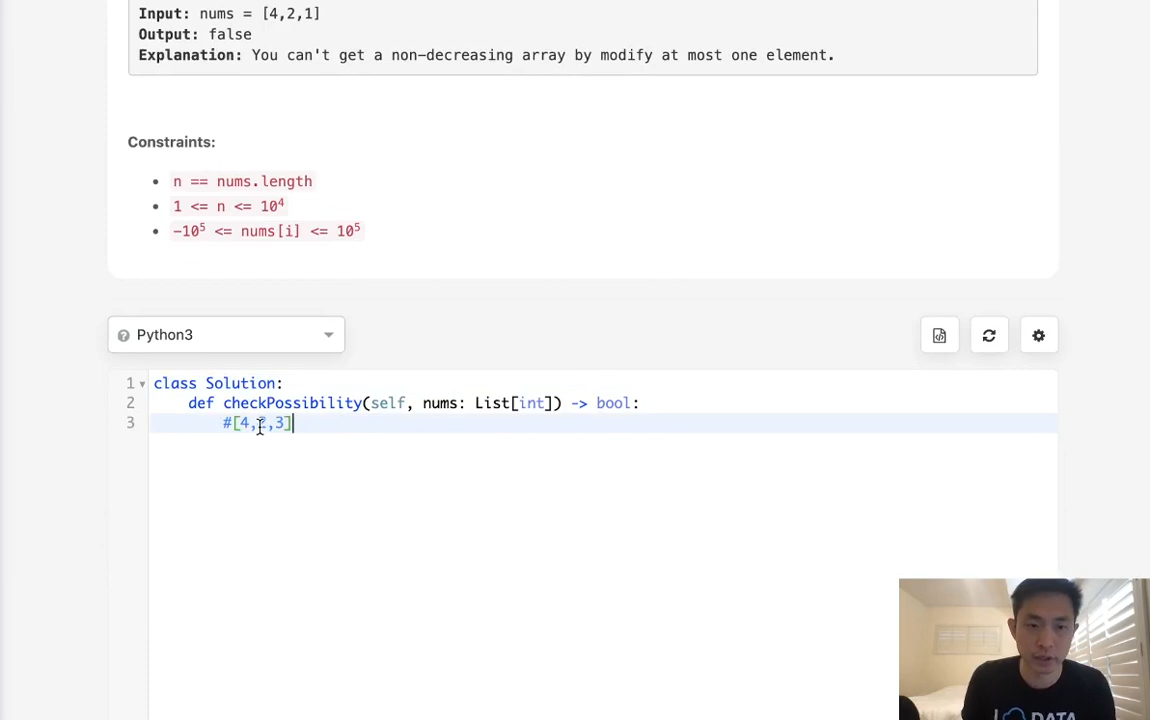 Input: nums = [4,2,1]
Output: false
Explanation: You can't get a non-decreasing array by modify at most one element.
Constraints:
n == nums.length
1 <= n <= 10⁴
-10⁵ <= nums[i] <= 10⁵
Python3
1 class Solution:
2 def checkPossibility(self, nums: List[int]) -> bool:
3 #[4,2,3]
DATA